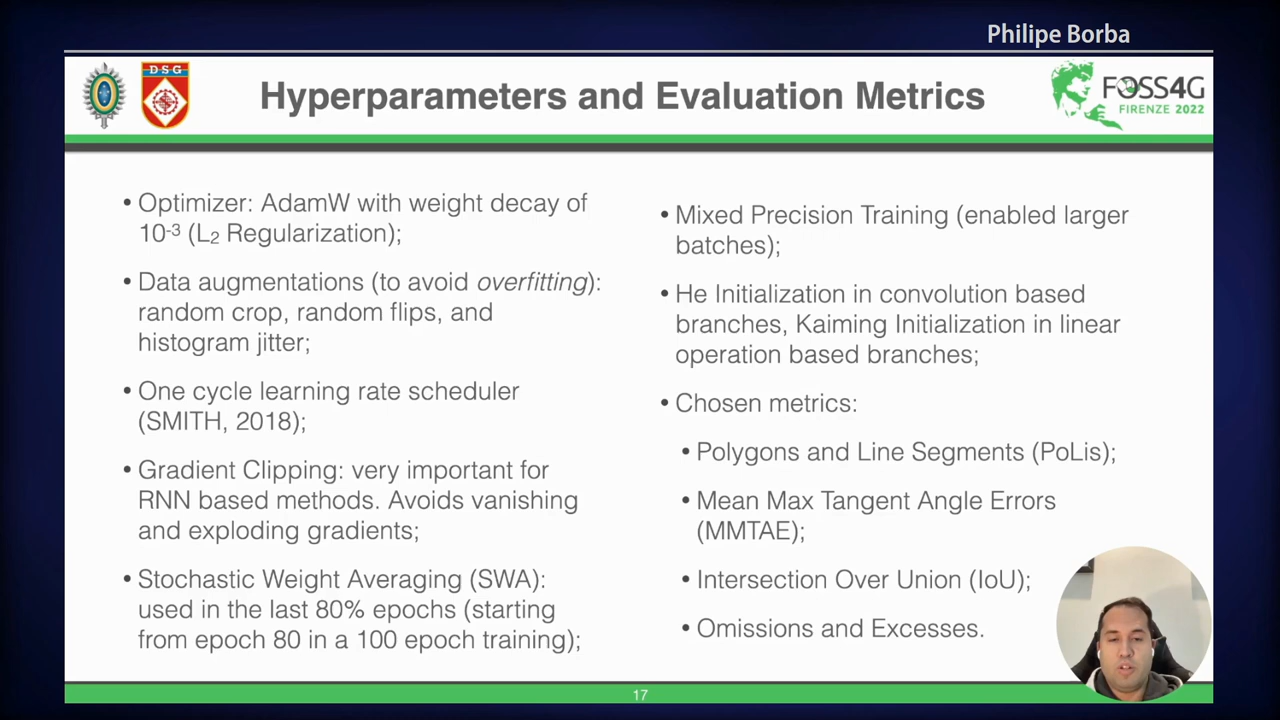 Philipe Borba
DSG
Hyperparameters and Evaluation Metrics
FOSS4G
FIRENZE 2022
• Optimizer: AdamW with weight decay of
10⁻³ (L₂ Regularization);
• Data augmentations (to avoid overfitting):
random crop, random flips, and
histogram jitter;
• One cycle learning rate scheduler
(SMITH, 2018);
• Gradient Clipping: very important for
RNN based methods. Avoids vanishing
and exploding gradients;
• Stochastic Weight Averaging (SWA):
used in the last 80% epochs (starting
from epoch 80 in a 100 epoch training);
• Mixed Precision Training (enabled larger
batches);
• He Initialization in convolution based
branches, Kaiming Initialization in linear
operation based branches;
• Chosen metrics:
• Polygons and Line Segments (PoLis);
• Mean Max Tangent Angle Errors
(MMTAE);
• Intersection Over Union (IoU);
• Omissions and Excesses.
17